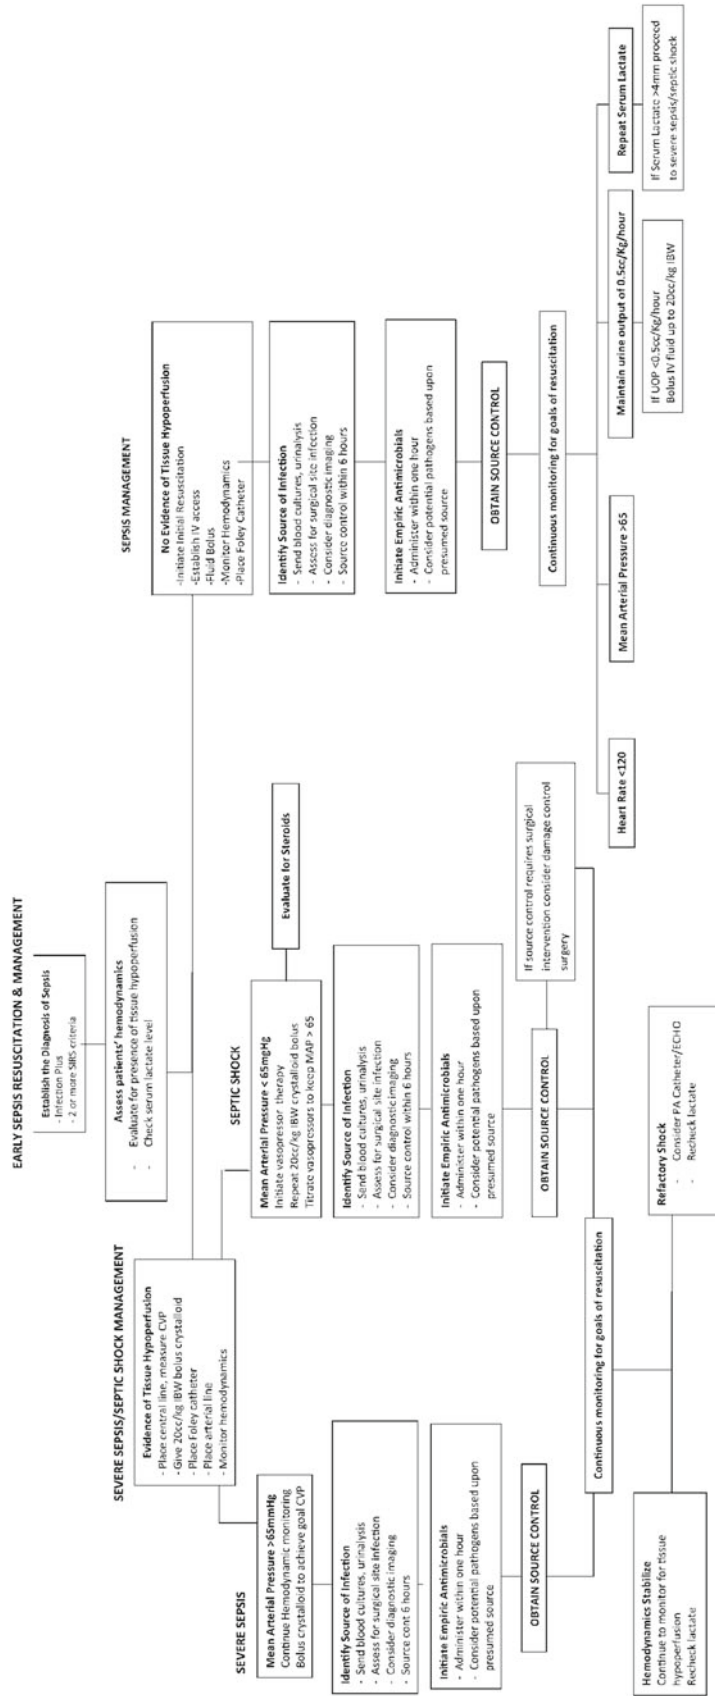 EARLY SEPSIS RESUSCITATION & MANAGEMENT
Establish the Diagnosis of Sepsis
- Infection Plus
- 2 or more SIRS criteria
Assess patients' hemodynamics
- Evaluate for presence of tissue hypoperfusion
- Check serum lactate level
SEVERE SEPSIS/SEPTIC SHOCK MANAGEMENT
Evidence of Tissue Hypoperfusion
- Place central line, measure CVP
- Give 20cc/kg IBW bolus crystalloid
- Place Foley catheter
- Place arterial line
- Monitor hemodynamics
SEVERE SEPSIS
Mean Arterial Pressure >65mmHg
Continue Hemodynamic monitoring
Bolus crystalloid to achieve goal CVP
Identify Source of Infection
- Send blood cultures, urinalysis
- Assess for surgical site infection
- Consider diagnostic imaging
- Source cont 6 hours
Initiate Empiric Antimicrobials
- Administer within one hour
- Consider potential pathogens based upon
presumed source
OBTAIN SOURCE CONTROL
SEPTIC SHOCK
Mean Arterial Pressure < 65mgHg
Initiate vasopressor therapy
Repeat 20cc/kg IBW crystalloid bolus
Titrate vasopressors to keep MAP > 65
Evaluate for Steroids
Identify Source of Infection
- Send blood cultures, urinalysis
- Assess for surgical site infection
- Consider diagnostic imaging
- Source control within 6 hours
Initiate Empiric Antimicrobials
- Administer within one hour
- Consider potential pathogens based upon
presumed source
OBTAIN SOURCE CONTROL
If source control requires surgical
intervention consider damage control
surgery
Continuous monitoring for goals of resuscitation
Hemodynamics Stabilize
Continue to monitor for tissue
hypoperfusion
Recheck lactate
Refactory Shock
- Consider PA Catheter/ECHO
- Recheck lactate
SEPSIS MANAGEMENT
No Evidence of Tissue Hypoperfusion
-Initiate Initial Resuscitation
-Establish IV access
-Fluid Bolus
-Monitor Hemodynamics
-Place Foley Catheter
Identify Source of Infection
- Send blood cultures, urinalysis
- Assess for surgical site infection
- Consider diagnostic imaging
- Source control within 6 hours
Initiate Empiric Antimicrobials
- Administer within one hour
- Consider potential pathogens based upon
presumed source
OBTAIN SOURCE CONTROL
Continuous monitoring for goals of resuscitation
Heart Rate <120
Mean Arterial Pressure >65
Maintain urine output of 0.5cc/Kg/hour
If UOP <0.5cc/Kg/hour
Bolus IV fluid up to 20cc/kg IBW
Repeat Serum Lactate
If Serum Lactate >4mm proceed
to severe sepsis/septic shock